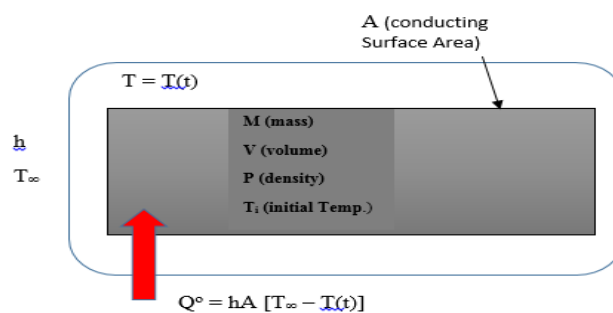 A (conducting
Surface Area)
T = T(t)
h
T∞
M (mass)
V (volume)
P (density)
Tᵢ (initial Temp.)
Q° = hA [T∞ – T(t)]